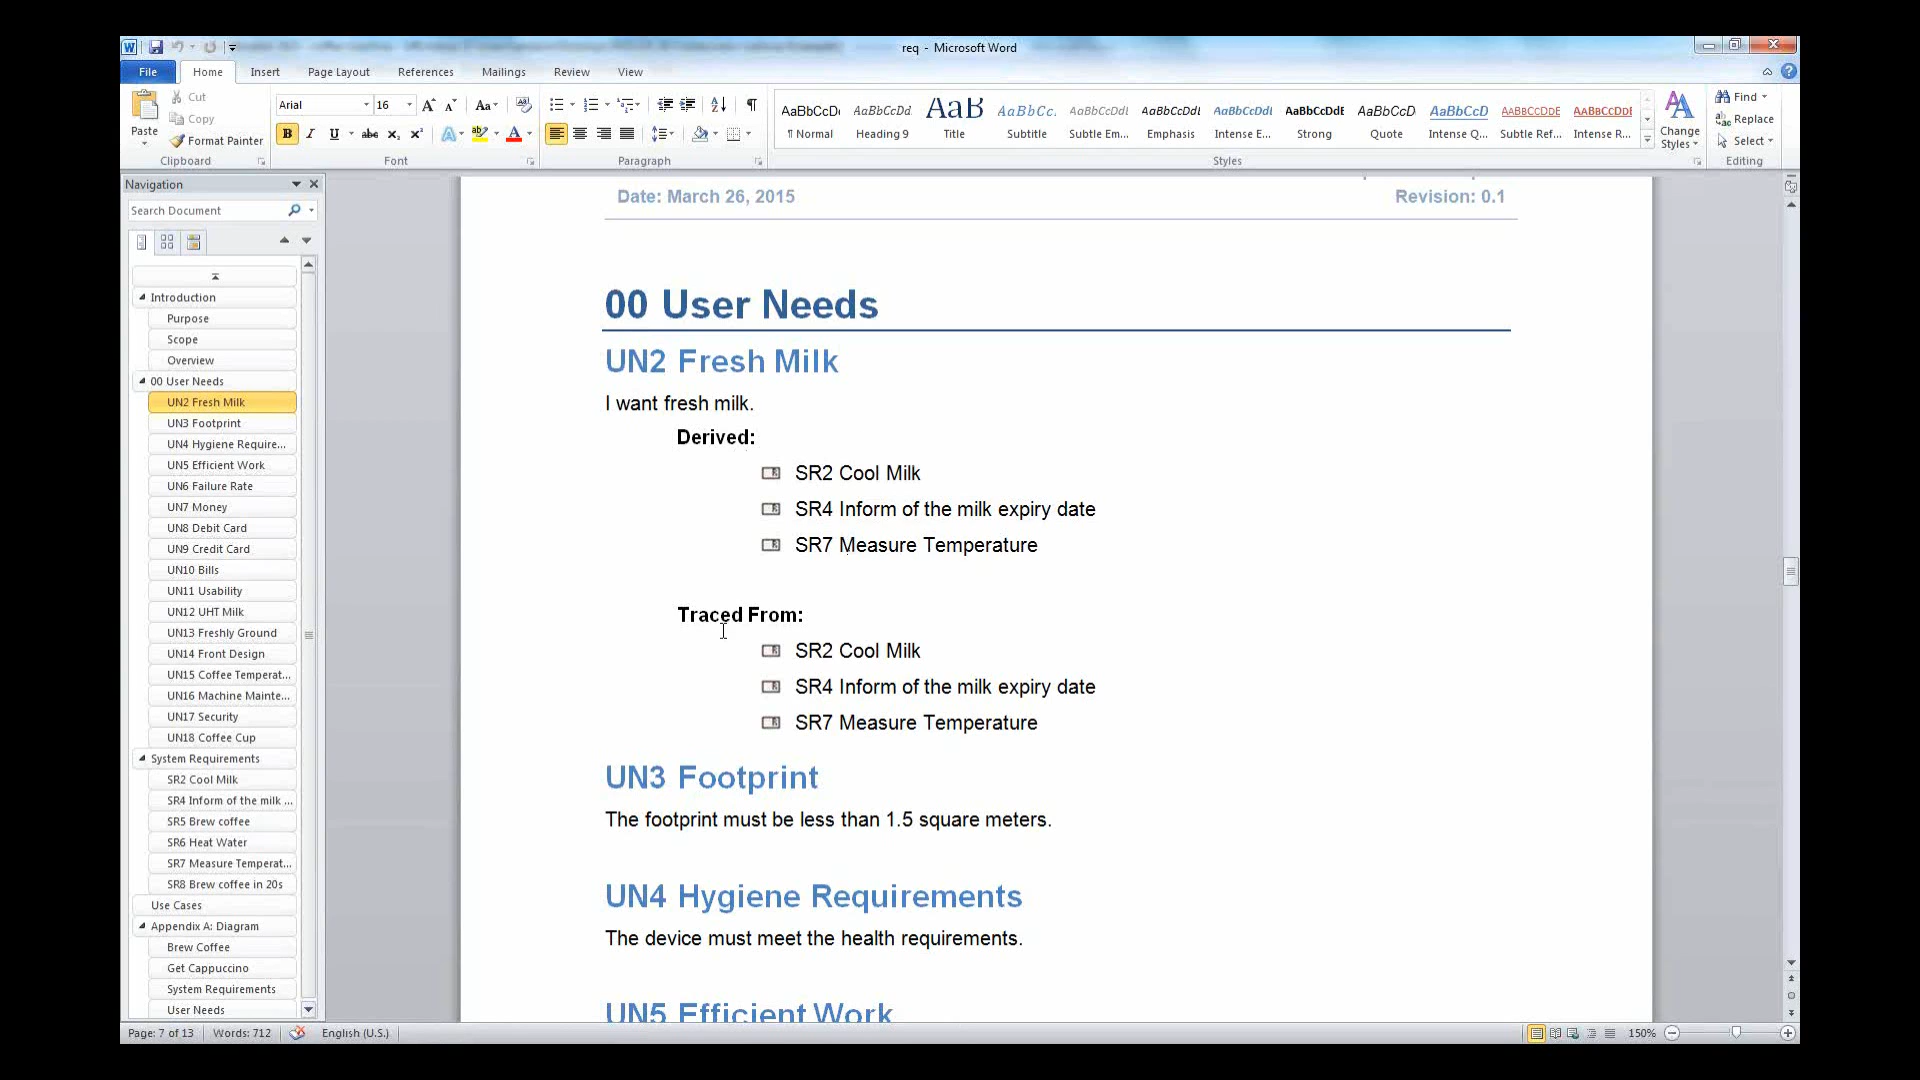 req - Microsoft Word
File Home Insert Page Layout References Mailings Review View
Paste
Cut
Copy
Format Painter
Clipboard
Arial 16
Font
Paragraph
AaBbCcDc AaBbCcDd AaB AaBbCc. AaBbCcDdl AaBbCcDdl AaBbCcDdl AaBbCcDdE AaBbCcD AaBbCcD AABBCCDDE AABBCCDDI
¶ Normal Heading 9 Title Subtitle Subtle Em... Emphasis Intense E... Strong Quote Intense Q... Subtle Ref... Intense R...
Styles
Change Styles
Find
Replace
Select
Editing
Navigation
Search Document
Introduction
Purpose
Scope
Overview
00 User Needs
UN2 Fresh Milk
UN3 Footprint
UN4 Hygiene Require...
UN5 Efficient Work
UN6 Failure Rate
UN7 Money
UN8 Debit Card
UN9 Credit Card
UN10 Bills
UN11 Usability
UN12 UHT Milk
UN13 Freshly Ground
UN14 Front Design
UN15 Coffee Temperat...
UN16 Machine Mainte...
UN17 Security
UN18 Coffee Cup
System Requirements
SR2 Cool Milk
SR4 Inform of the milk ...
SR5 Brew coffee
SR6 Heat Water
SR7 Measure Temperat...
SR8 Brew coffee in 20s
Use Cases
Appendix A: Diagram
Brew Coffee
Get Cappuccino
System Requirements
User Needs
Date: March 26, 2015 Revision: 0.1
00 User Needs
UN2 Fresh Milk
I want fresh milk.
Derived:
SR2 Cool Milk
SR4 Inform of the milk expiry date
SR7 Measure Temperature
Traced From:
SR2 Cool Milk
SR4 Inform of the milk expiry date
SR7 Measure Temperature
UN3 Footprint
The footprint must be less than 1.5 square meters.
UN4 Hygiene Requirements
The device must meet the health requirements.
UN5 Efficient Work
Page: 7 of 13 Words: 712 English (U.S.) 150%